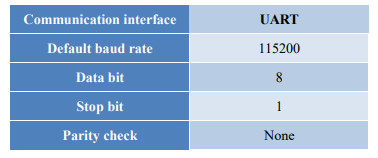 Communication interface UART
Default baud rate 115200
Data bit 8
Stop bit 1
Parity check None